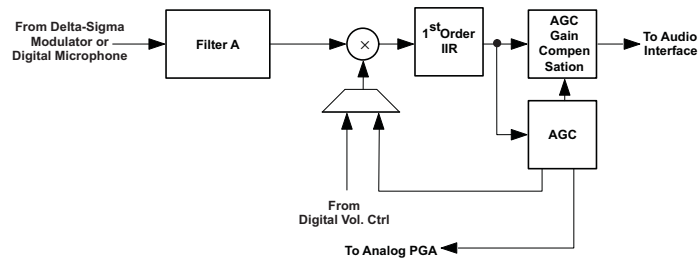 From Delta-Sigma
Modulator or
Digital Microphone
Filter A
×
1st Order
IIR
AGC
Gain
Compen
sation
To Audio
Interface
AGC
From
Digital Vol. Ctrl
To Analog PGA